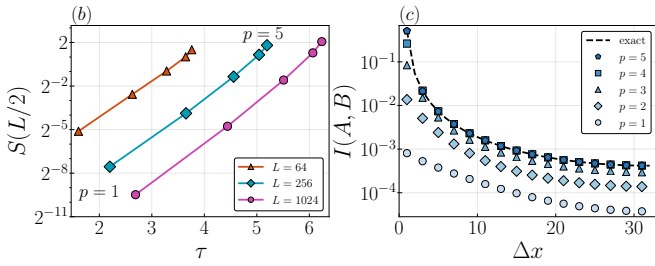 (b)
S(L/2)
2^2
2^-2
2^-5
2^-8
2^-11
p = 5
p = 1
L = 64
L = 256
L = 1024
2 3 4 5 6
τ
(c)
I(A, B)
10^-1
10^-2
10^-3
10^-4
exact
p = 5
p = 4
p = 3
p = 2
p = 1
0 10 20 30
Δx